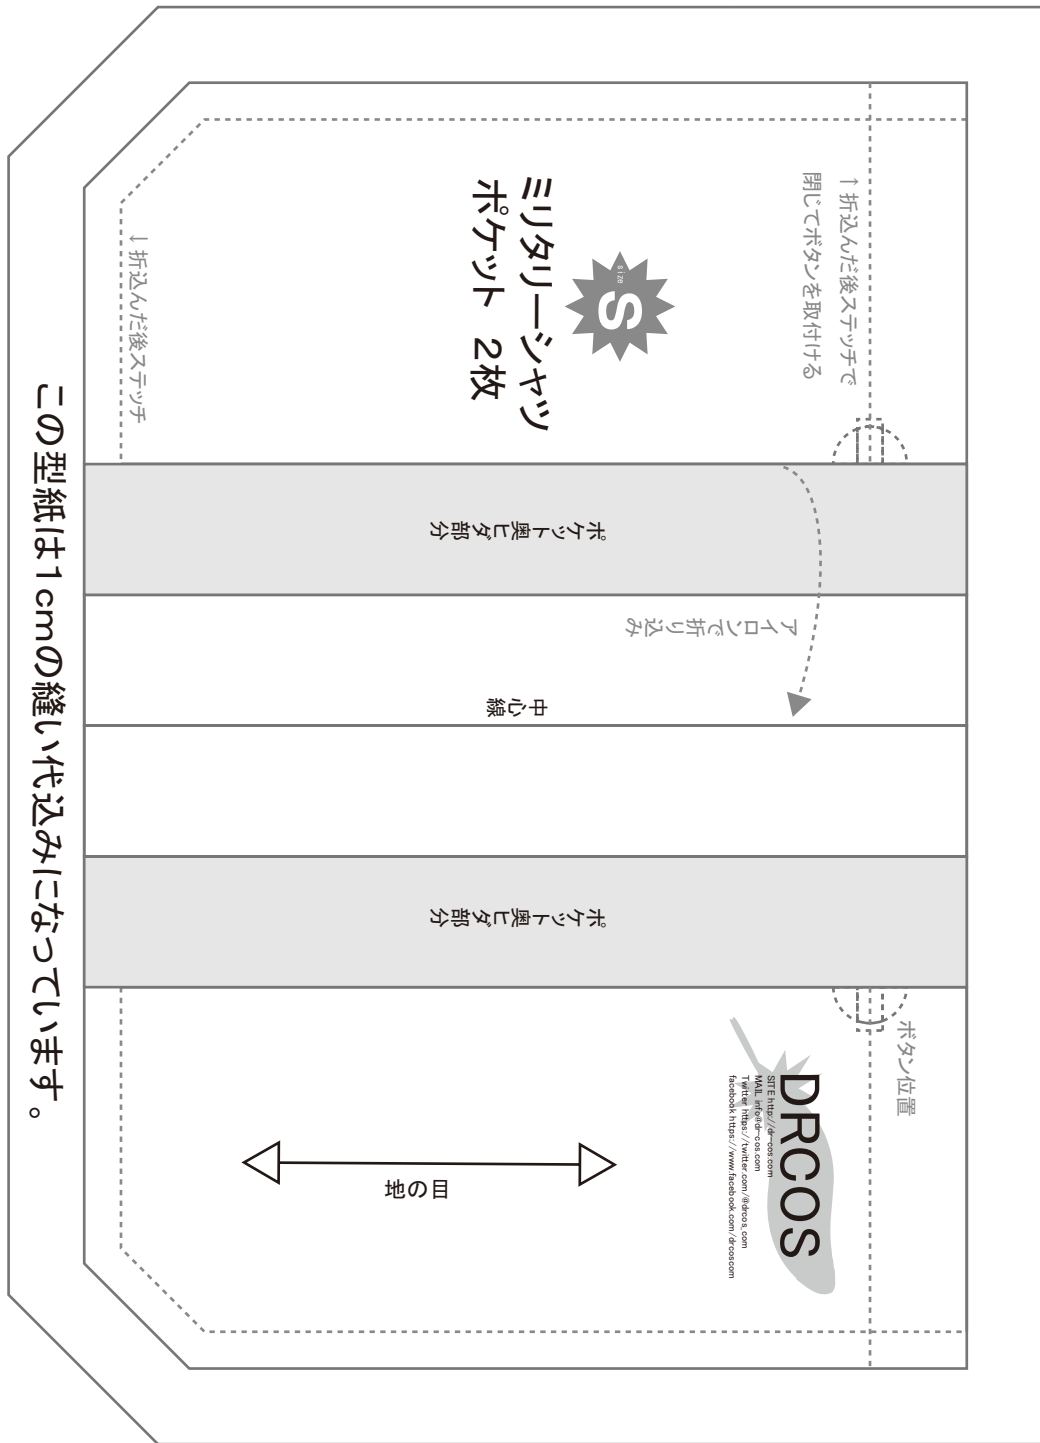 ミリタリーシャツ
ポケット 2枚
size
S
↑折込んだ後ステッチで
閉じてボタンを取付ける
↓折込んだ後ステッチ
ポケット奥ヒダ部分
アイロンで折り込み
中心線
ポケット奥ヒダ部分
ボタン位置
DRCOS
SITE http://dr-cos.com
MAIL info@dr-cos.com
Twitter https://twitter.com/@drcos_com
facebook https://www.facebook.com/drcoscom
地の目
この型紙は1cmの縫い代込みになっています。